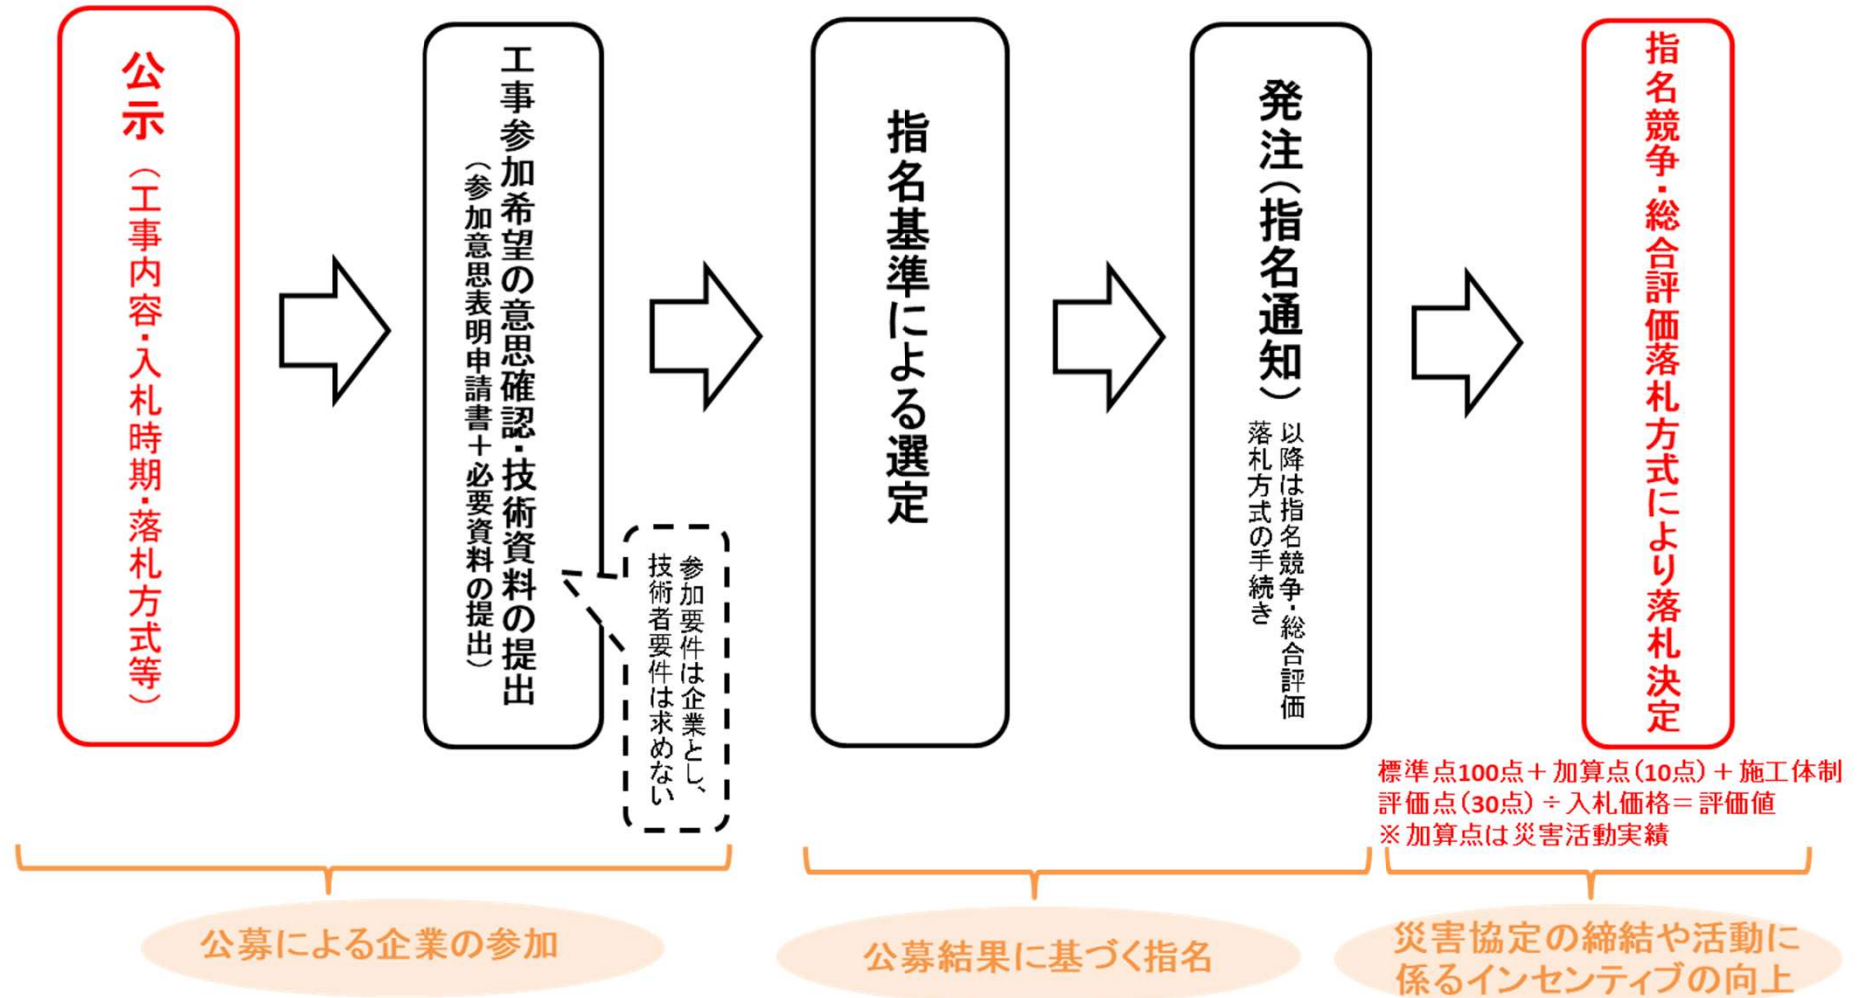 公示（工事内容・入札時期・落札方式等）
工事参加希望の意思確認・技術資料の提出
（参加意思表明申請書＋必要資料の提出）
参加要件は企業とし、
技術者要件は求めない
指名基準による選定
発注（指名通知）
以降は指名競争・総合評価
落札方式の手続き
指名競争・総合評価落札方式により落札決定
標準点100点＋加算点（10点）＋施工体制
評価点（30点）÷入札価格＝評価値
※加算点は災害活動実績
公募による企業の参加
公募結果に基づく指名
災害協定の締結や活動に
係るインセンティブの向上